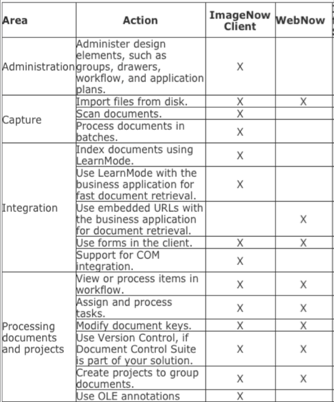 Area Action ImageNow Client WebNow
Administration Administer design
elements, such as
groups, drawers,
workflow, and application
plans. X
Capture
Import files from disk. X X
Scan documents. X
Process documents in
batches. X
Integration
Index documents using
LearnMode. X
Use LearnMode with the
business application for
fast document retrieval. X
Use embedded URLs with
the business application
for document retrieval. X
Use forms in the client. X X
Support for COM
integration. X
Processing
documents
and projects
View or process items in
workflow. X X
Assign and process
tasks. X X
Modify document keys. X X
Use Version Control, if
Document Control Suite
is part of your solution. X X
Create projects to group
documents. X X
Use OLE annotations X